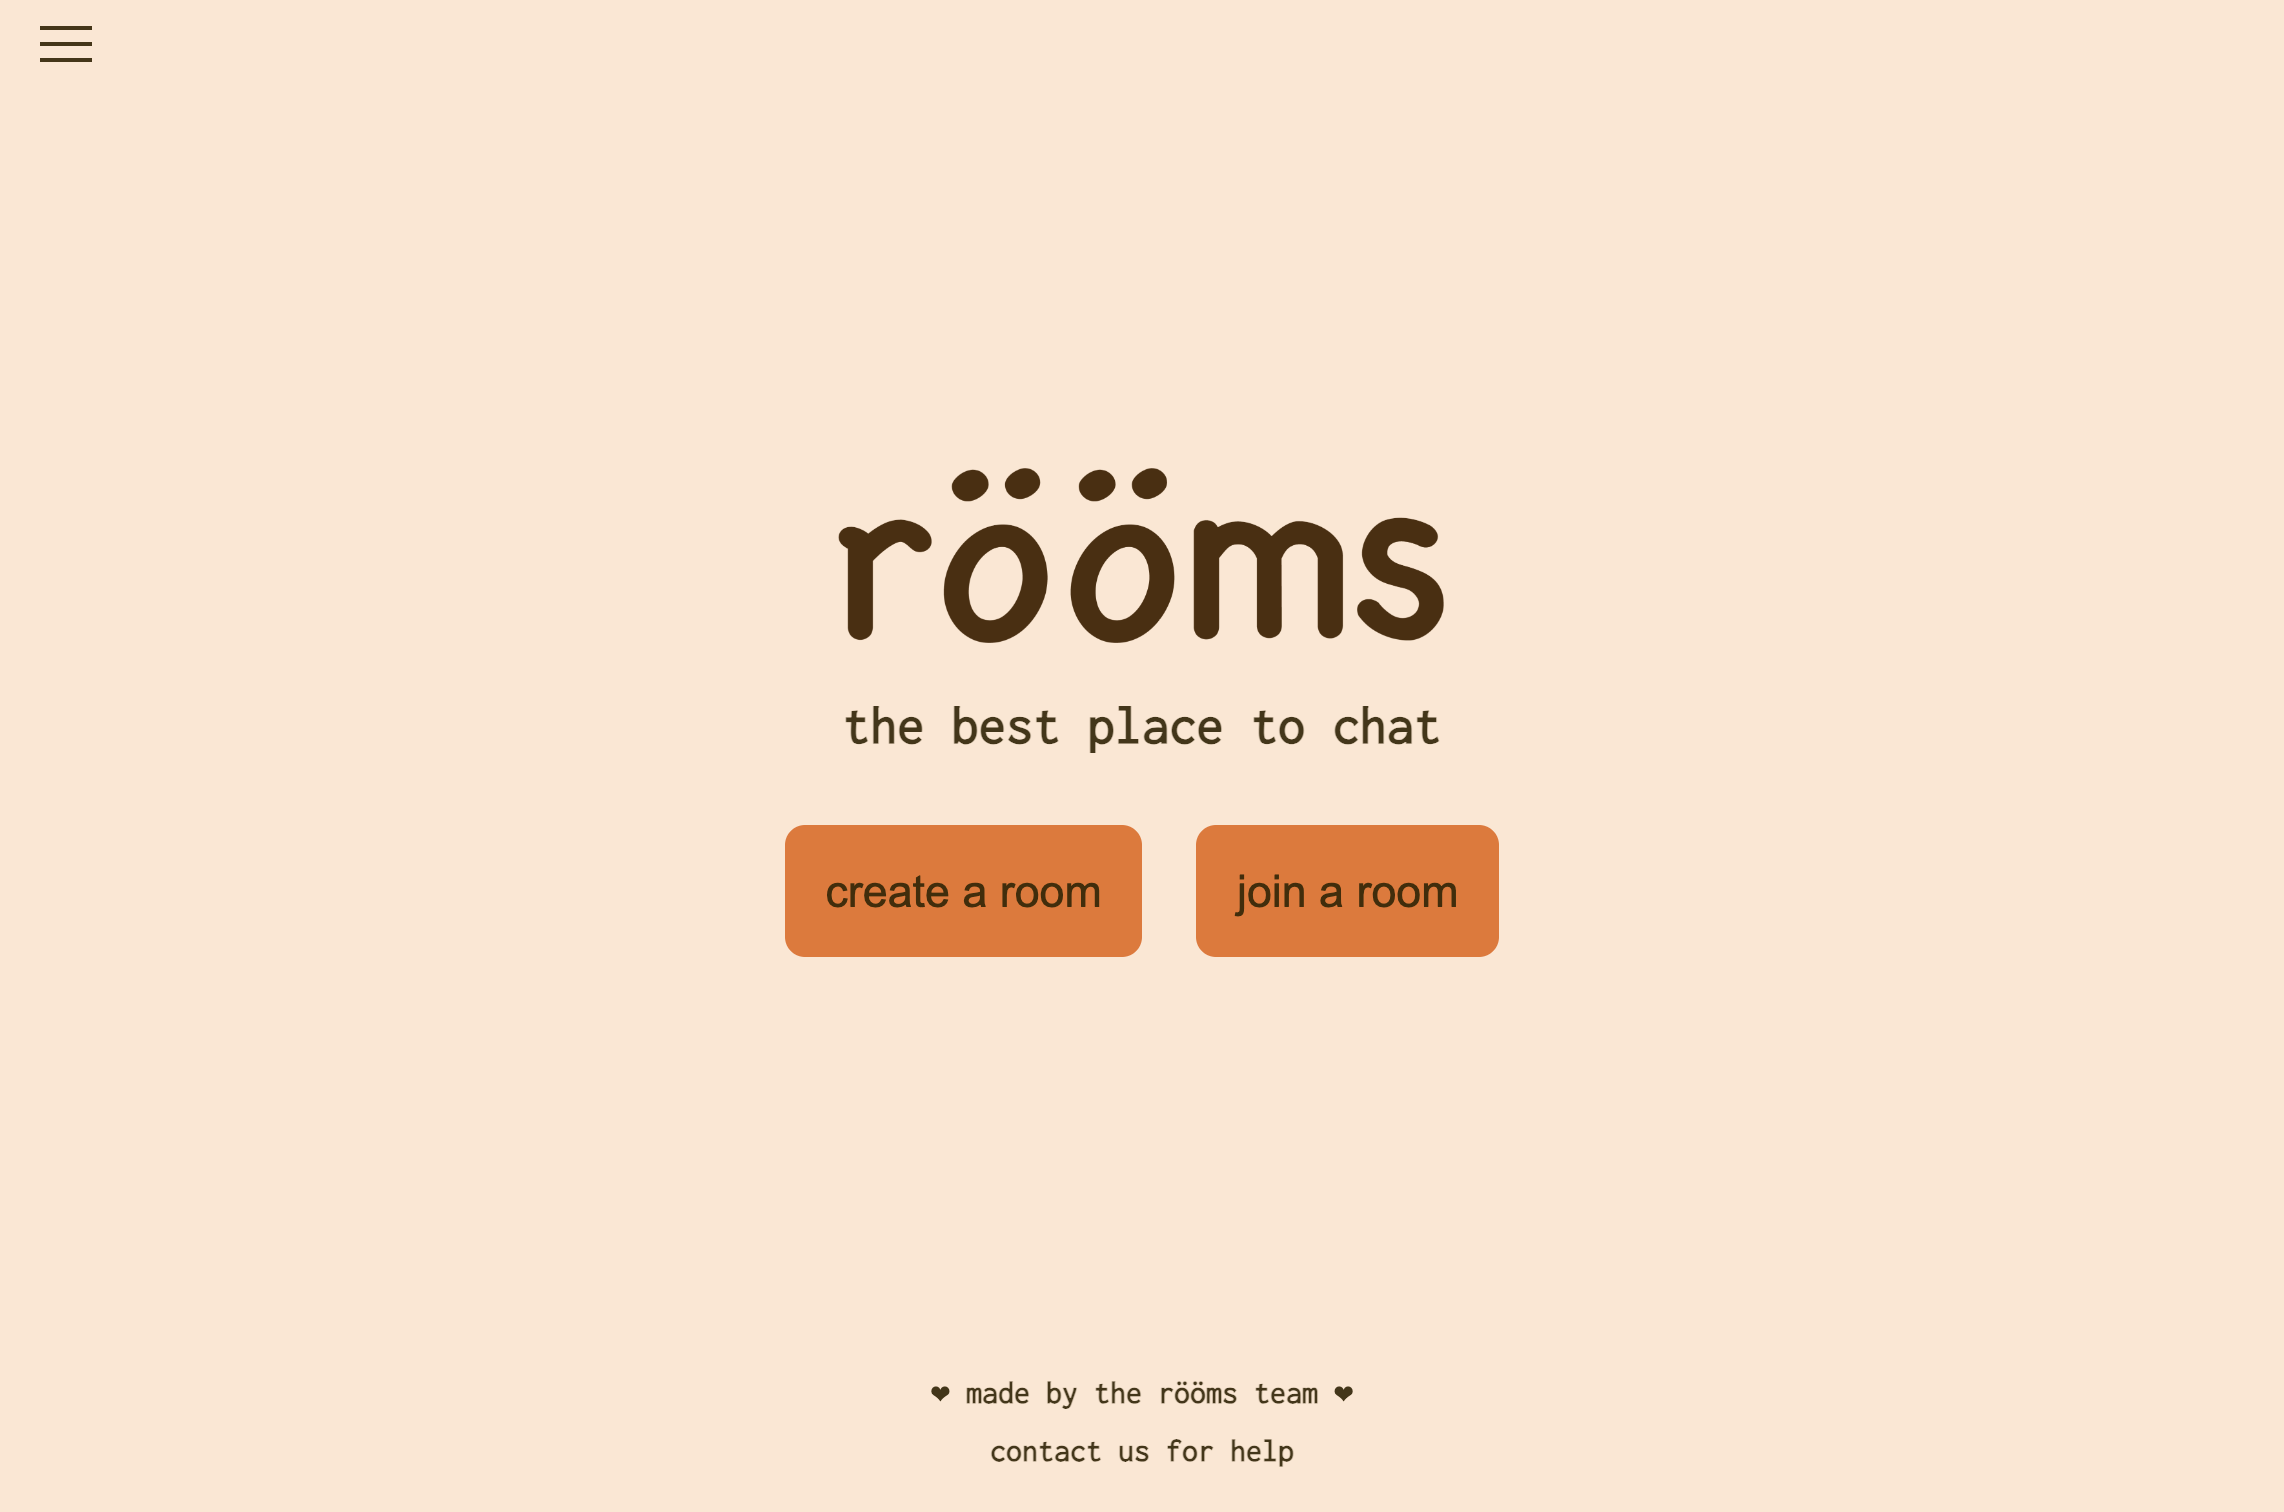 rööms
the best place to chat
create a room
join a room
❤ made by the rööms team ❤
contact us for help